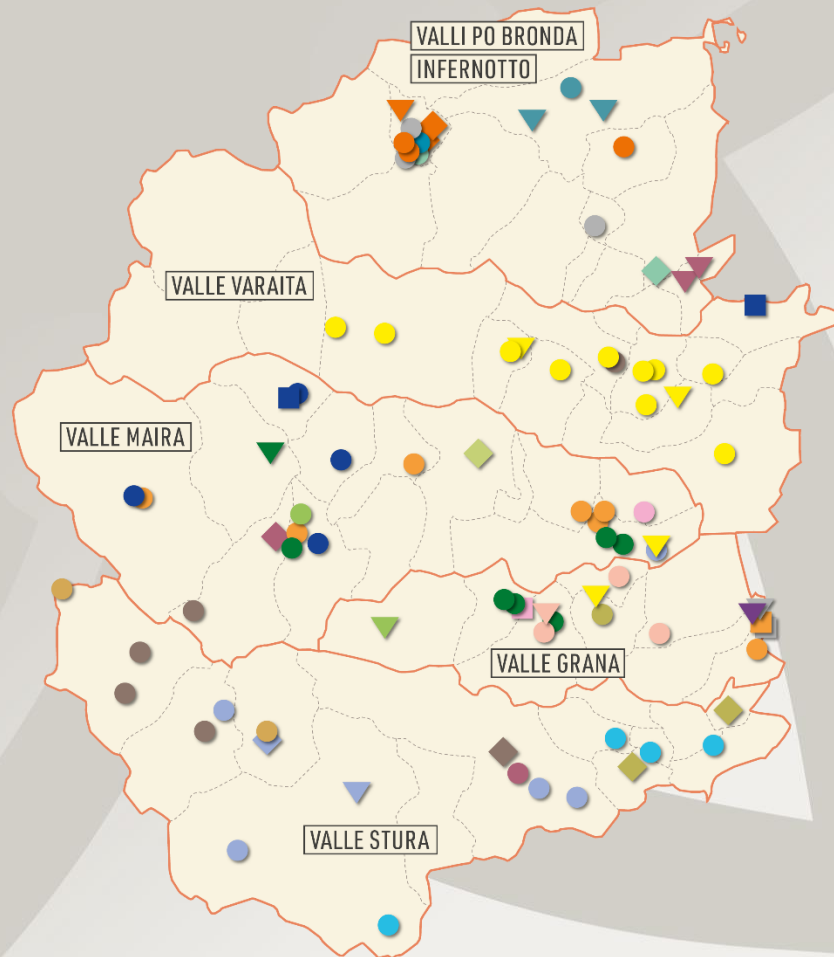 VALLI PO BRONDA
INFERNOTTO
VALLE VARAITA
VALLE MAIRA
VALLE GRANA
VALLE STURA